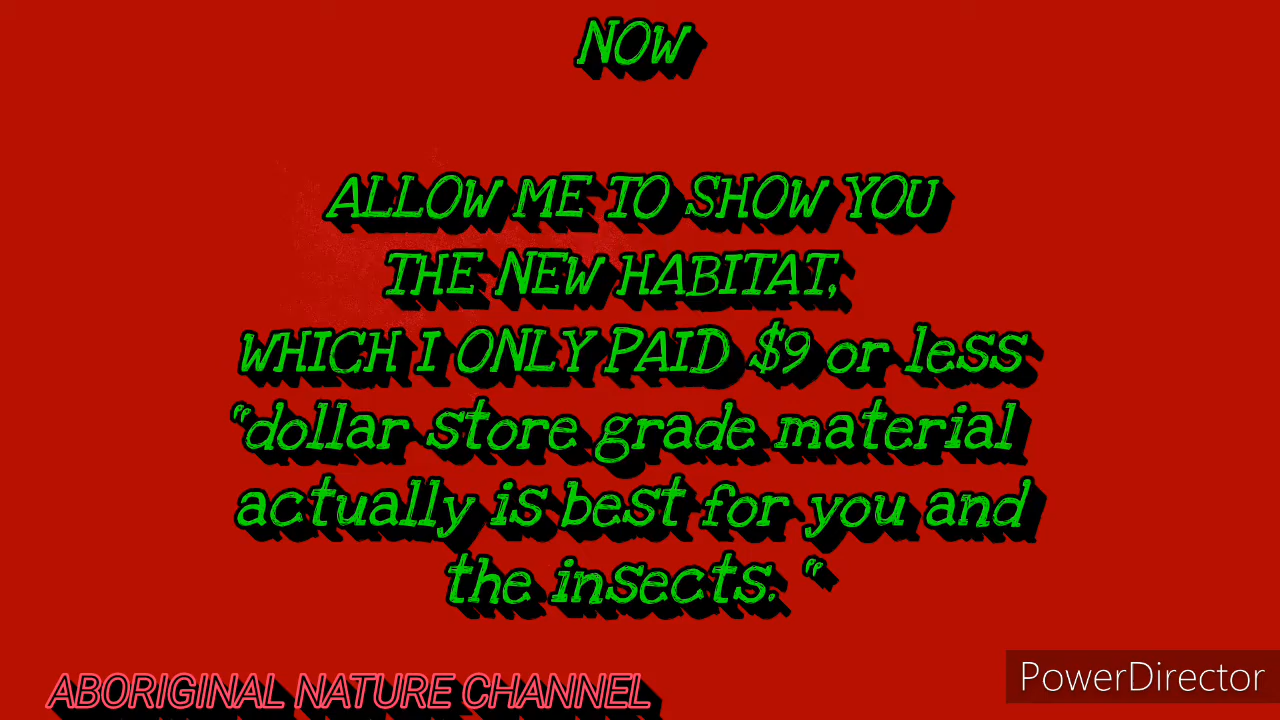 NOW
ALLOW ME TO SHOW YOU
THE NEW HABITAT,
WHICH I ONLY PAID $9 or less
"dollar store grade material
actually is best for you and
the insects. "
ABORIGINAL NATURE CHANNEL
PowerDirector